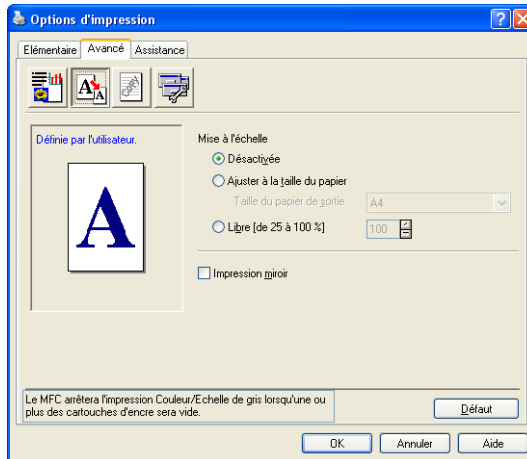 Options d'impression
Elémentaire Avancé Assistance
A A copy
Définie par l'utilisateur.
A
Mise à l'échelle
Désactivée
Ajuster à la taille du papier
Taille du papier de sortie A4
Libre [de 25 à 100 %] 100
Impression miroir
Le MFC arrêtera l'impression Couleur/Echelle de gris lorsqu'une ou
plus des cartouches d'encre sera vide.
Défaut
OK Annuler Aide